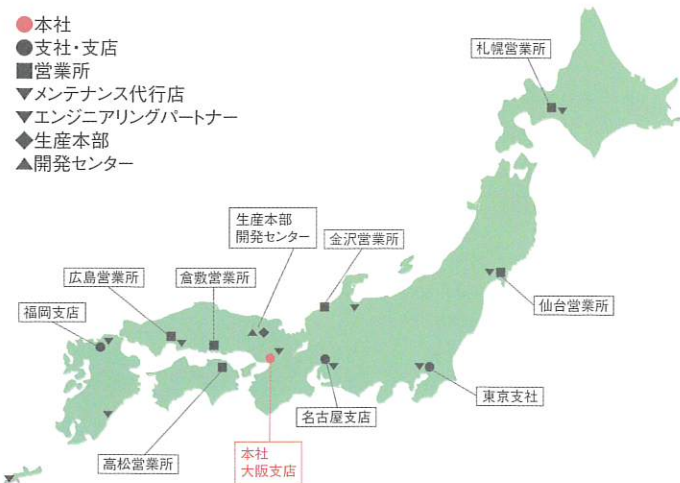 本社
支社・支店
営業所
メンテナンス代行店
エンジニアリングパートナー
生産本部
開発センター
札幌営業所
生産本部
開発センター
金沢営業所
広島営業所
倉敷営業所
福岡支店
仙台営業所
東京支社
名古屋支店
高松営業所
本社
大阪支店